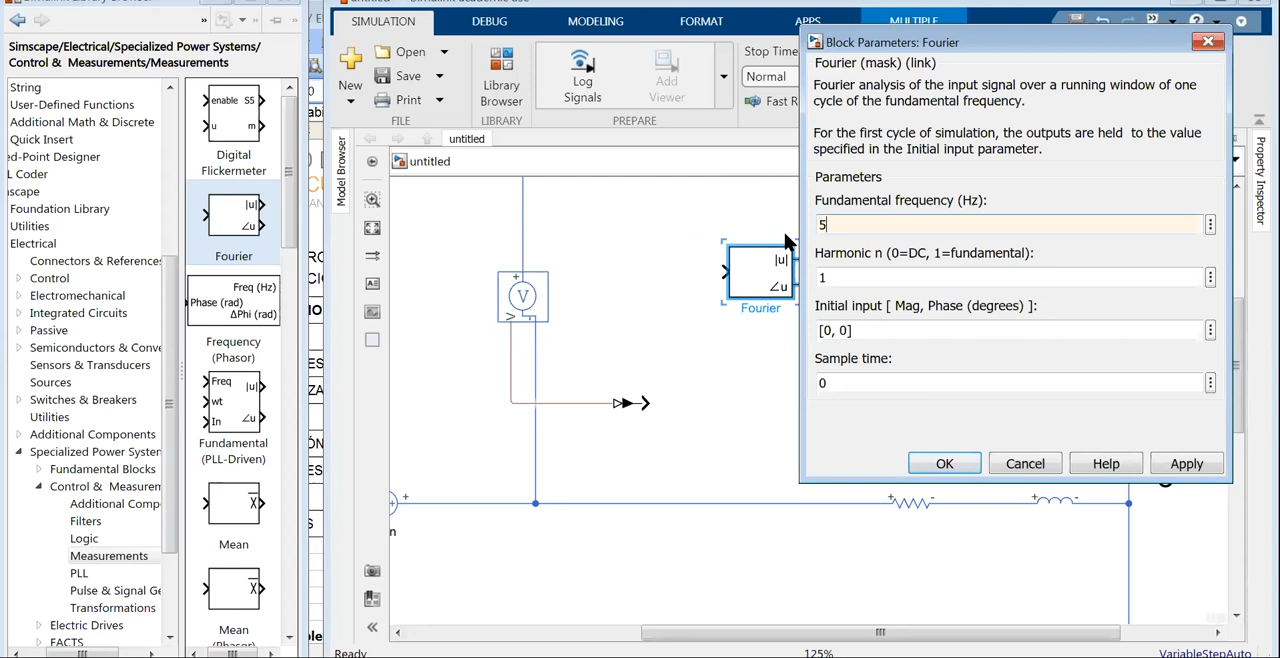 Simscape/Electrical/Specialized Power Systems/
Control & Measurements/Measurements
String
User-Defined Functions
Additional Math & Discrete
Quick Insert
ed-Point Designer
L Coder
nscape
Foundation Library
Utilities
Electrical
Connectors & References
Control
Electromechanical
Integrated Circuits
Passive
Semiconductors & Conve
Sensors & Transducers
Sources
Switches & Breakers
Utilities
Additional Components
Specialized Power System
Fundamental Blocks
Control & Measurem
Additional Comp
Filters
Logic
Measurements
PLL
Pulse & Signal Ge
Transformations
Electric Drives
FACTS
enable S5
u m
Digital
Flickermeter
|u|
∠u
Fourier
Freq (Hz)
Phase (rad)
ΔPhi (rad)
Frequency
(Phasor)
Freq |u|
wt
In ∠u
Fundamental
(PLL-Driven)
Mean
Mean
(Phasor)
SIMULATION DEBUG MODELING FORMAT APPS MULTIPLE
New
Open
Save
Print
FILE
Library
Browser
LIBRARY
Log
Signals
Add
Viewer
PREPARE
Stop Time
Normal
Fast R
Model Browser
untitled
untitled
Property Inspector
+
V
|u|
∠u
Fourier
+ + - + -
n
Block Parameters: Fourier
Fourier (mask) (link)
Fourier analysis of the input signal over a running window of one
cycle of the fundamental frequency.
For the first cycle of simulation, the outputs are held to the value
specified in the Initial input parameter.
Parameters
Fundamental frequency (Hz):
5
Harmonic n (0=DC, 1=fundamental):
1
Initial input [ Mag, Phase (degrees) ]:
[0, 0]
Sample time:
0
OK Cancel Help Apply
Ready 125% VariableStepAuto